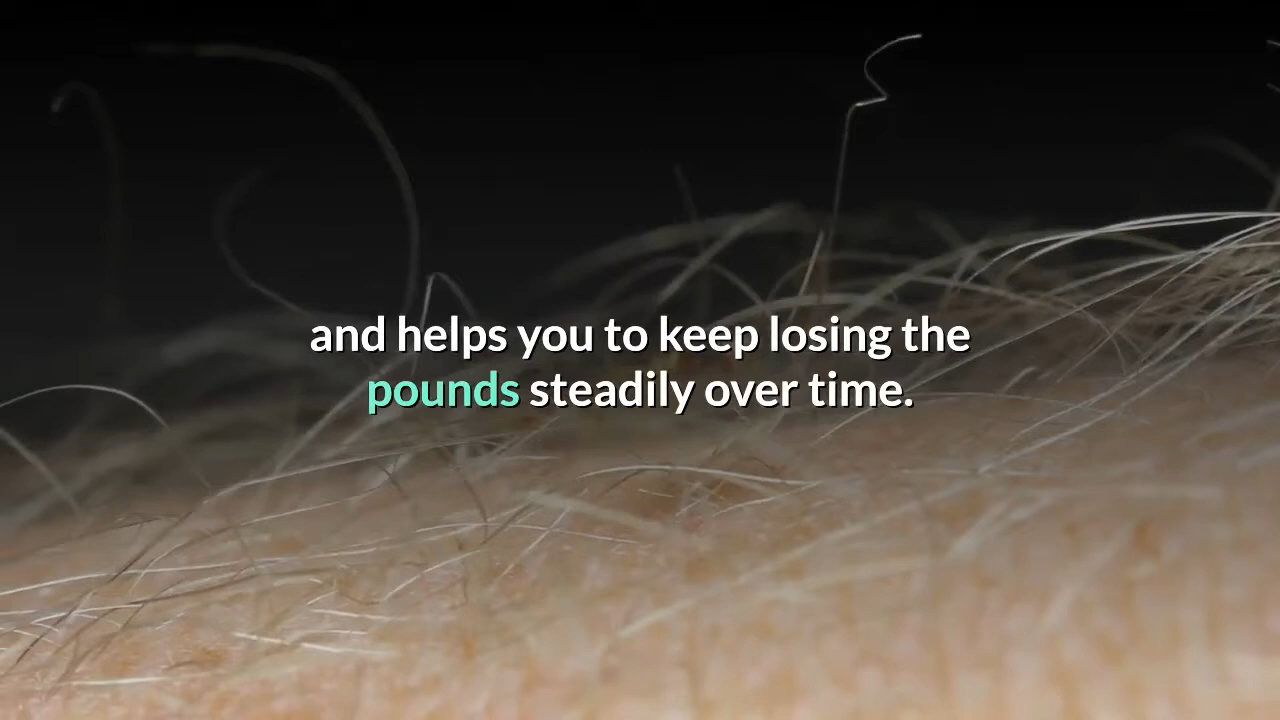 and helps you to keep losing the
pounds steadily over time.